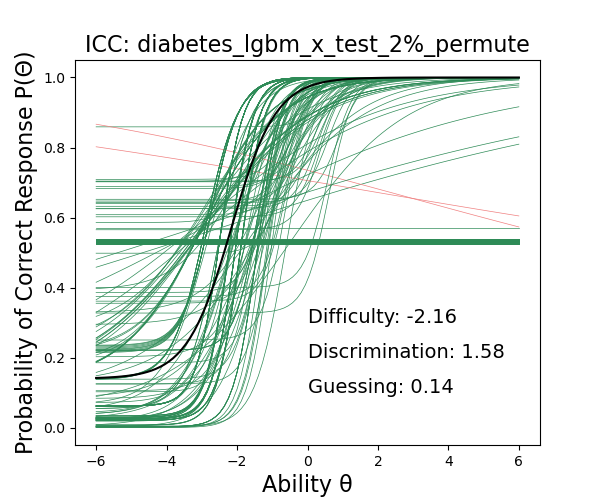 ICC: diabetes_lgbm_x_test_2%_permute
Probability of Correct Response P(Θ)
1.0
0.8
0.6
0.4
0.2
0.0
Difficulty: -2.16
Discrimination: 1.58
Guessing: 0.14
−6 −4 −2 0 2 4 6
Ability θ